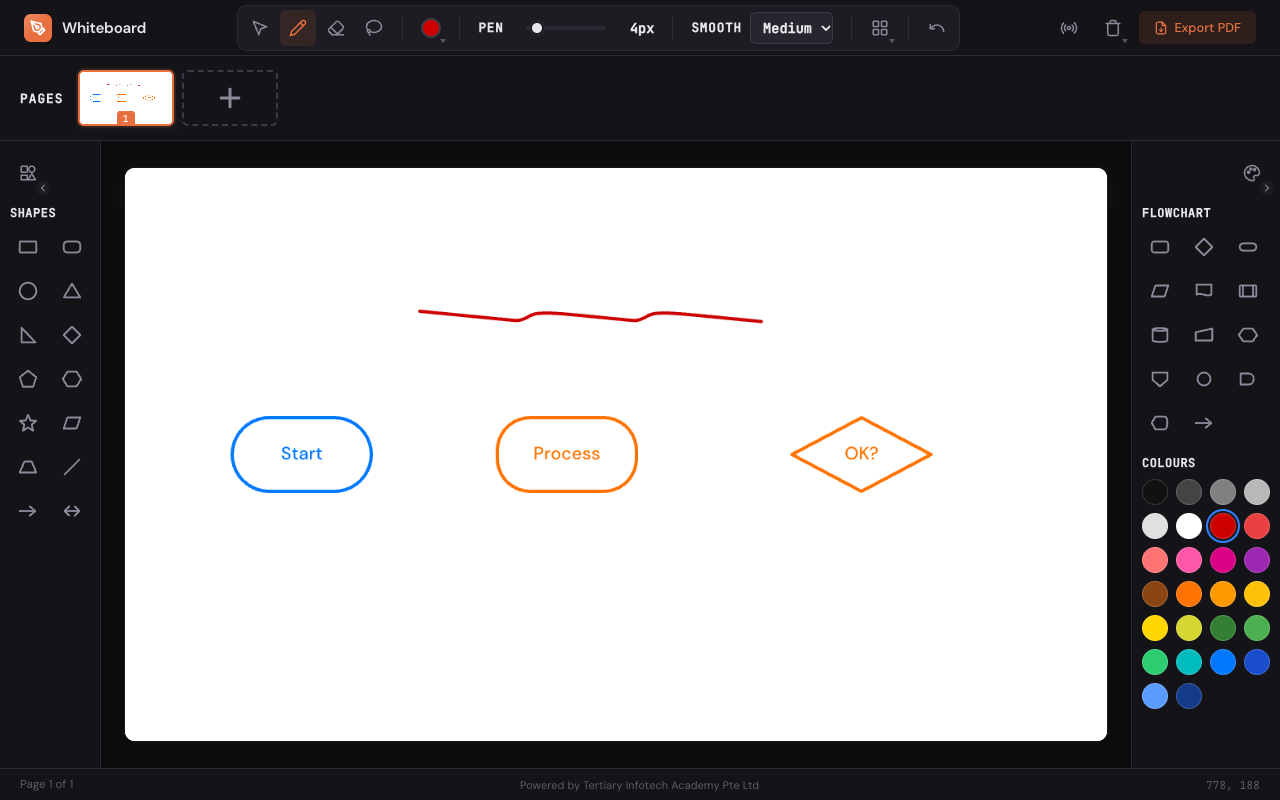 Whiteboard
PEN
4px
SMOOTH
Medium
Export PDF
PAGES
1
SHAPES
FLOWCHART
Start
Process
OK?
COLOURS
Page 1 of 1
Powered by Tertiary Infotech Academy Pte Ltd
778, 188